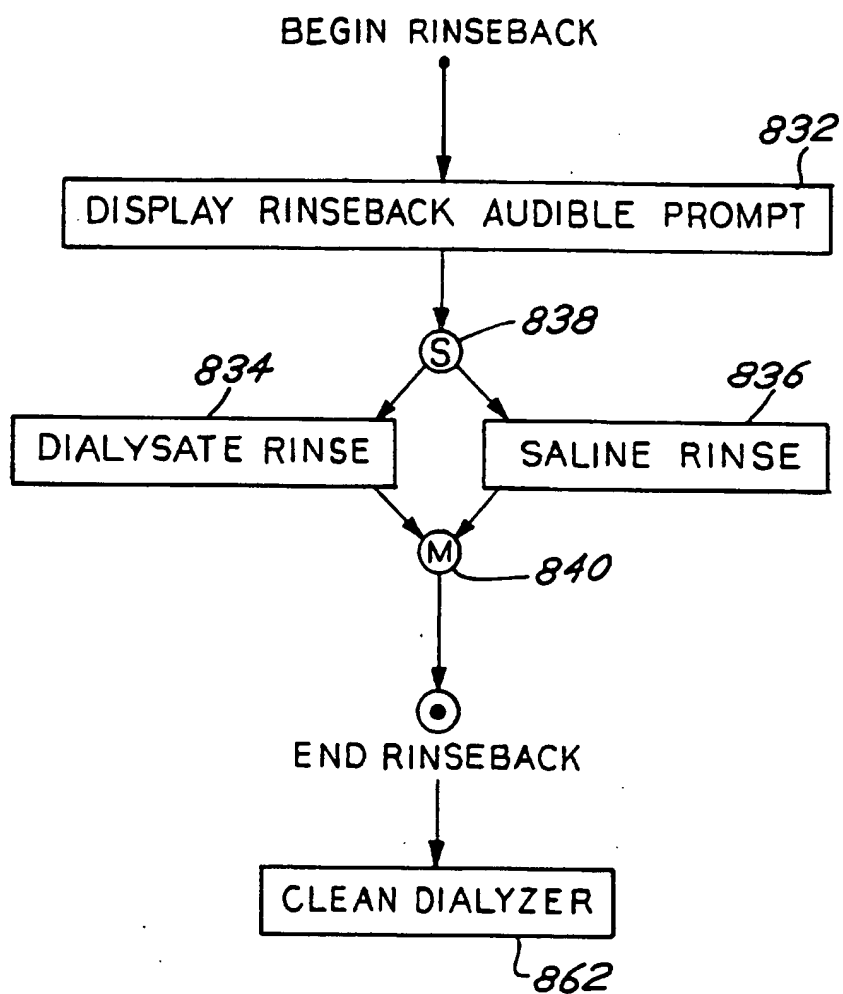 BEGIN RINSEBACK
832
DISPLAY RINSEBACK AUDIBLE PROMPT
S
838
834
836
DIALYSATE RINSE
SALINE RINSE
M
840
END RINSEBACK
CLEAN DIALYZER
862